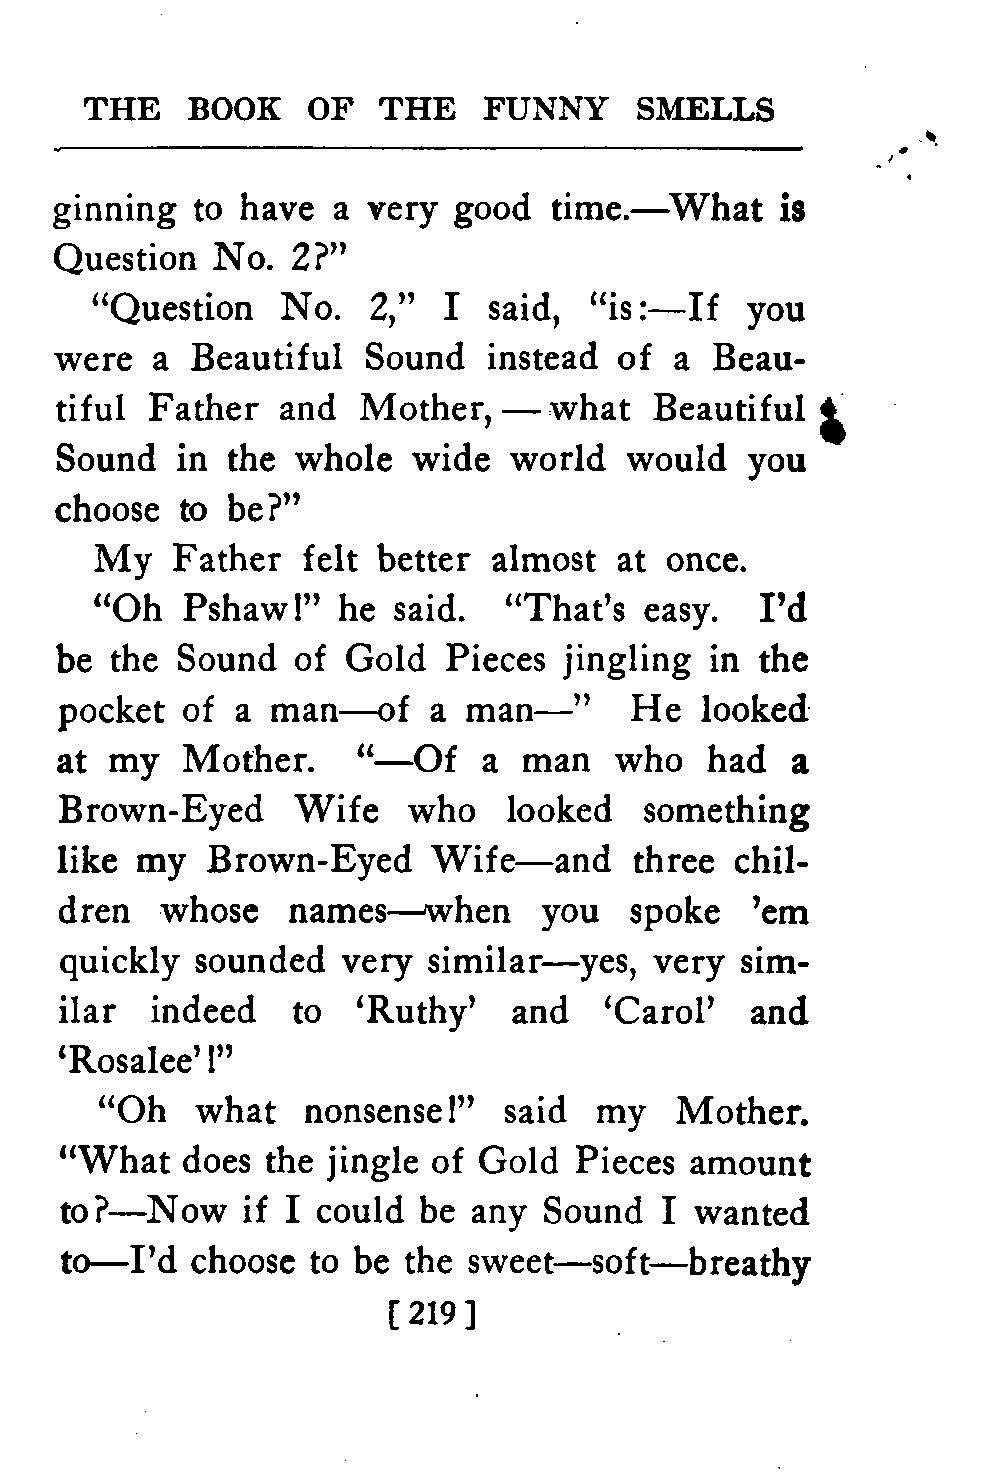 THE BOOK OF THE FUNNY SMELLS
ginning to have a very good time.—What is
Question No. 2?”
“Question No. 2,” I said, “is:—If you
were a Beautiful Sound instead of a Beau-
tiful Father and Mother,—what Beautiful
Sound in the whole wide world would you
choose to be?”
My Father felt better almost at once.
“Oh Pshaw!” he said. “That’s easy. I’d
be the Sound of Gold Pieces jingling in the
pocket of a man—of a man—” He looked
at my Mother. “—Of a man who had a
Brown-Eyed Wife who looked something
like my Brown-Eyed Wife—and three chil-
dren whose names—when you spoke ’em
quickly sounded very similar—yes, very sim-
ilar indeed to ‘Ruthy’ and ‘Carol’ and
‘Rosalee’!”
“Oh what nonsense!” said my Mother.
“What does the jingle of Gold Pieces amount
to?—Now if I could be any Sound I wanted
to—I’d choose to be the sweet—soft—breathy
[ 219 ]